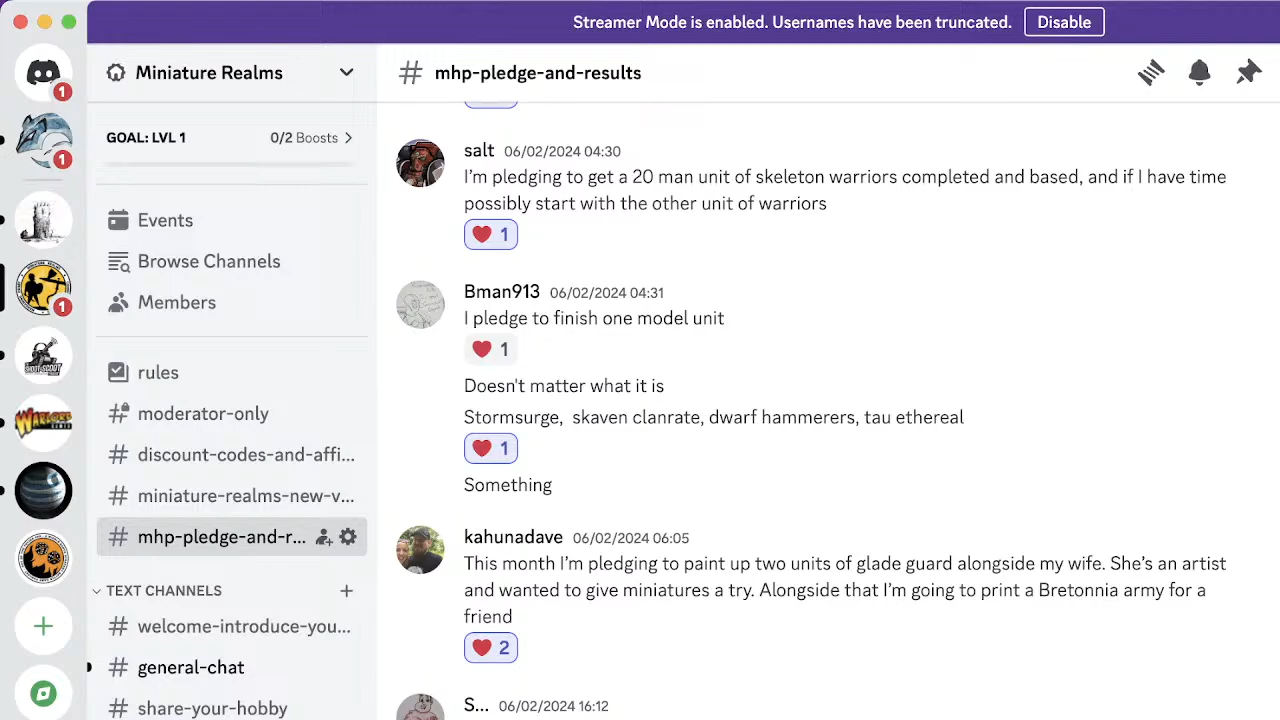 Streamer Mode is enabled. Usernames have been truncated.
Disable
1
1
1
WARLORD
Miniature Realms
GOAL: LVL 1
0/2 Boosts
Events
Browse Channels
Members
rules
moderator-only
discount-codes-and-affi...
miniature-realms-new-v...
mhp-pledge-and-r...
TEXT CHANNELS
welcome-introduce-you...
general-chat
share-your-hobby
# mhp-pledge-and-results
salt 06/02/2024 04:30
I’m pledging to get a 20 man unit of skeleton warriors completed and based, and if I have time
possibly start with the other unit of warriors
1
Bman913 06/02/2024 04:31
I pledge to finish one model unit
1
Doesn't matter what it is
Stormsurge, skaven clanrate, dwarf hammerers, tau ethereal
1
Something
kahunadave 06/02/2024 06:05
This month I’m pledging to paint up two units of glade guard alongside my wife. She’s an artist
and wanted to give miniatures a try. Alongside that I’m going to print a Bretonnia army for a
friend
2
S... 06/02/2024 16:12